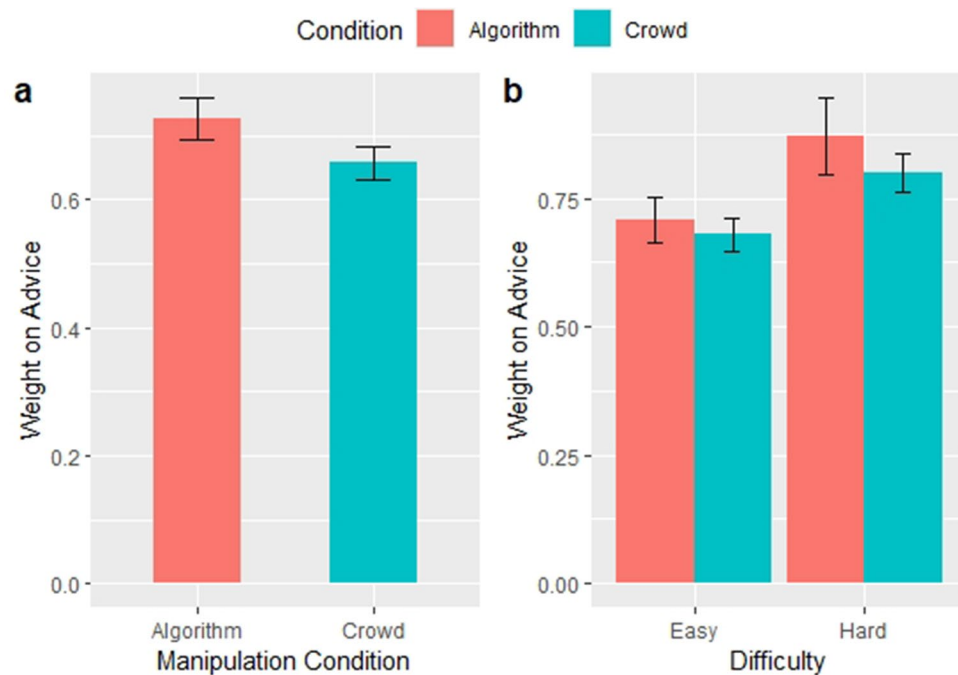 Condition Algorithm Crowd
a
Weight on Advice
0.6
0.4
0.2
0.0
Algorithm Crowd
Manipulation Condition
b
Weight on Advice
0.75
0.50
0.25
0.00
Easy Hard
Difficulty